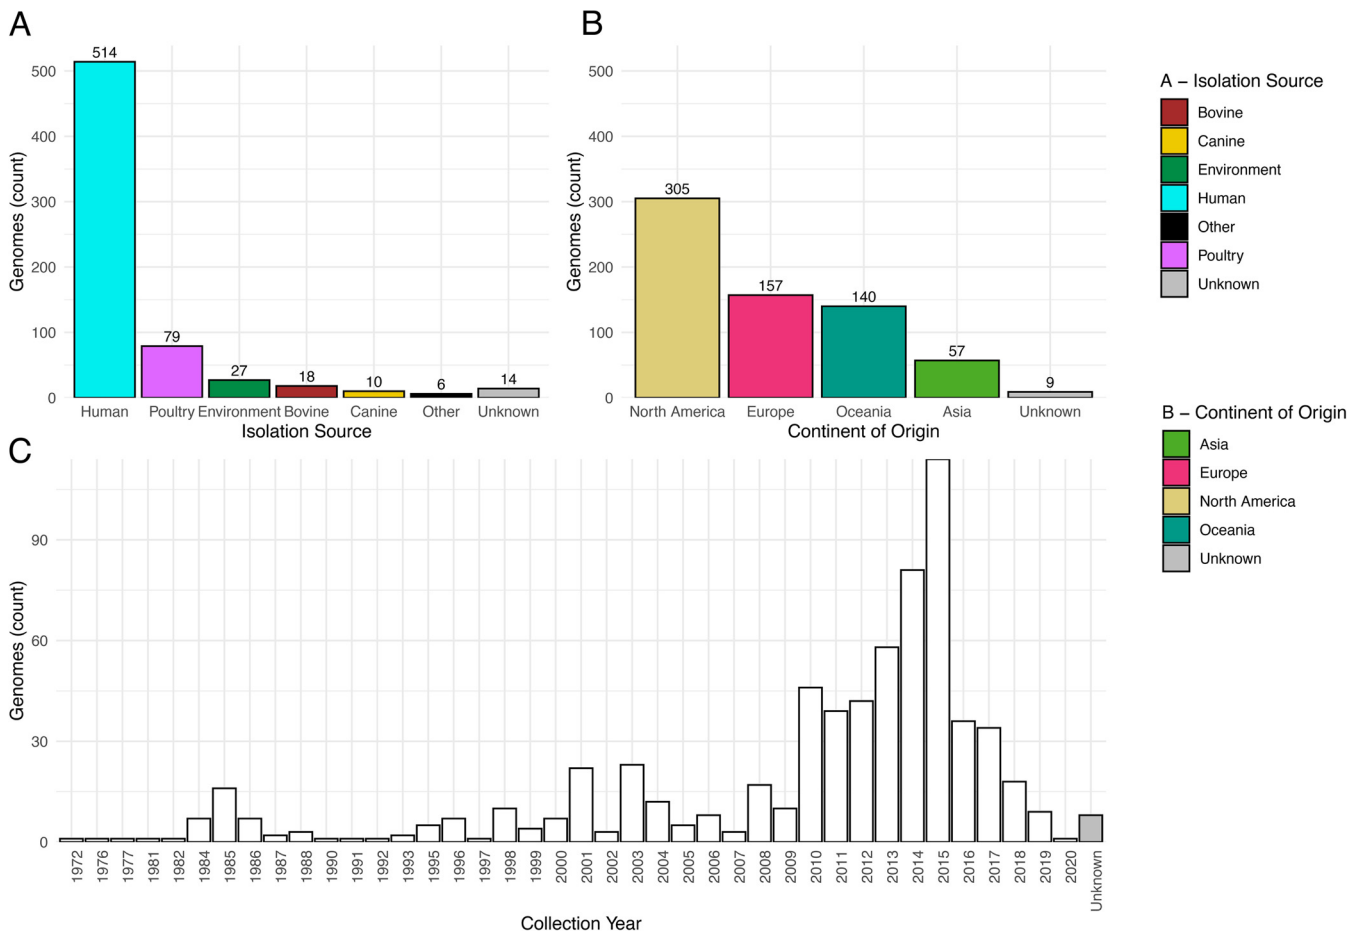 A
B
Genomes (count)
500
400
300
200
100
0
514
79
27
18
10
6
14
Human Poultry Environment Bovine Canine Other Unknown
Isolation Source
Genomes (count)
500
400
300
200
100
0
305
157
140
57
9
North America Europe Oceania Asia Unknown
Continent of Origin
A – Isolation Source
Bovine
Canine
Environment
Human
Other
Poultry
Unknown
B – Continent of Origin
Asia
Europe
North America
Oceania
Unknown
C
Genomes (count)
90
60
30
0
1972 1976 1977 1981 1982 1984 1985 1986 1987 1988 1990 1991 1992 1993 1995 1996 1997 1998 1999 2000 2001 2002 2003 2004 2005 2006 2007 2008 2009 2010 2011 2012 2013 2014 2015 2016 2017 2018 2019 2020 Unknown
Collection Year